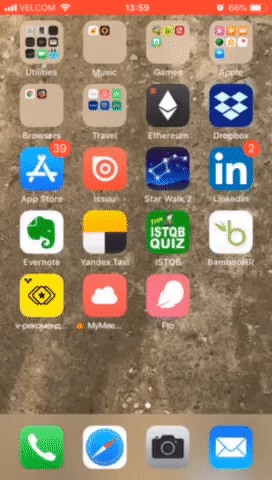 VELCOM 13:59 66%
Utilities Music Games Apple
Browsers Travel Ethereum Dropbox
39 2
App Store Issuu Star Walk 2 LinkedIn
Free
ISTQB
QUIZ
Evernote Yandex.Taxi ISTQB BambooHR
v-рекоменд... MyMee... Flo